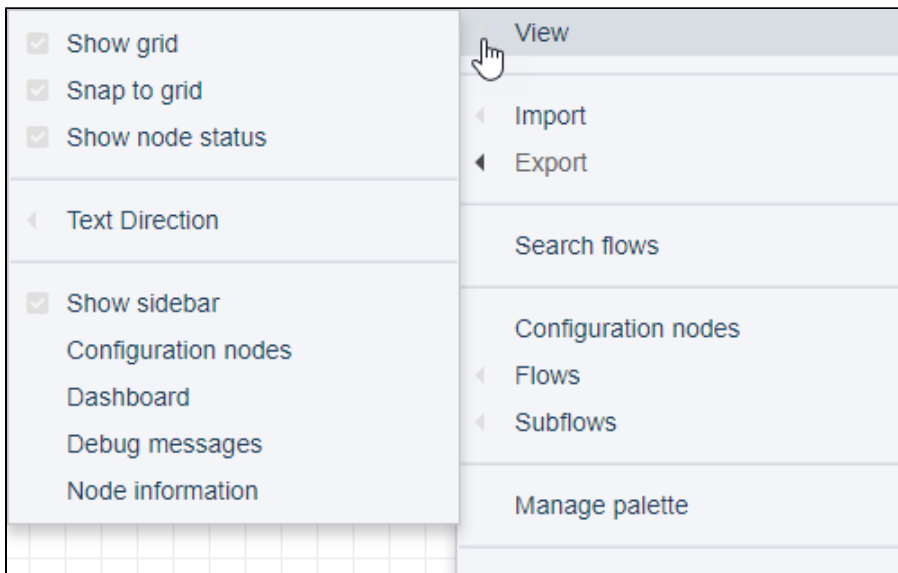 Show grid
Snap to grid
Show node status
Text Direction
Show sidebar
Configuration nodes
Dashboard
Debug messages
Node information
View
Import
Export
Search flows
Configuration nodes
Flows
Subflows
Manage palette